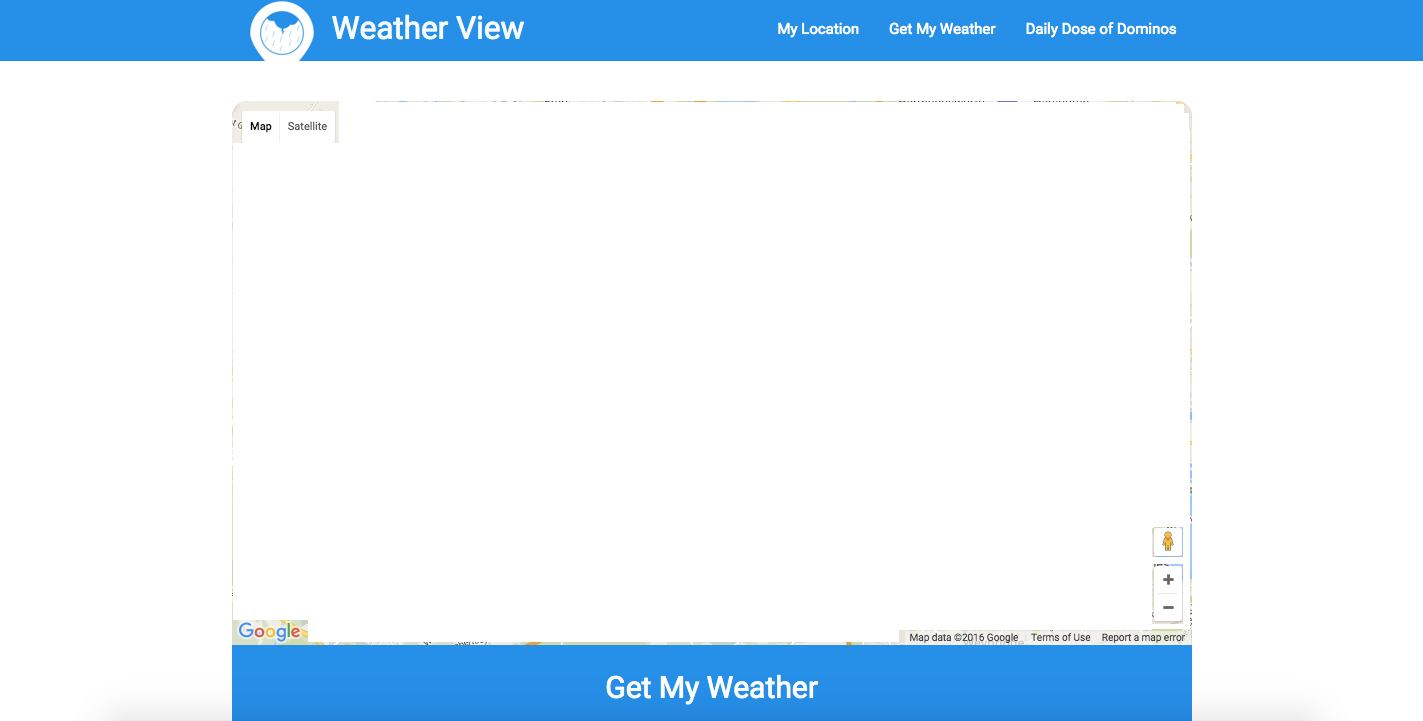 Weather View
My Location
Get My Weather
Daily Dose of Dominos
Map
Satellite
Google
Map data ©2016 Google
Terms of Use
Report a map error
Get My Weather